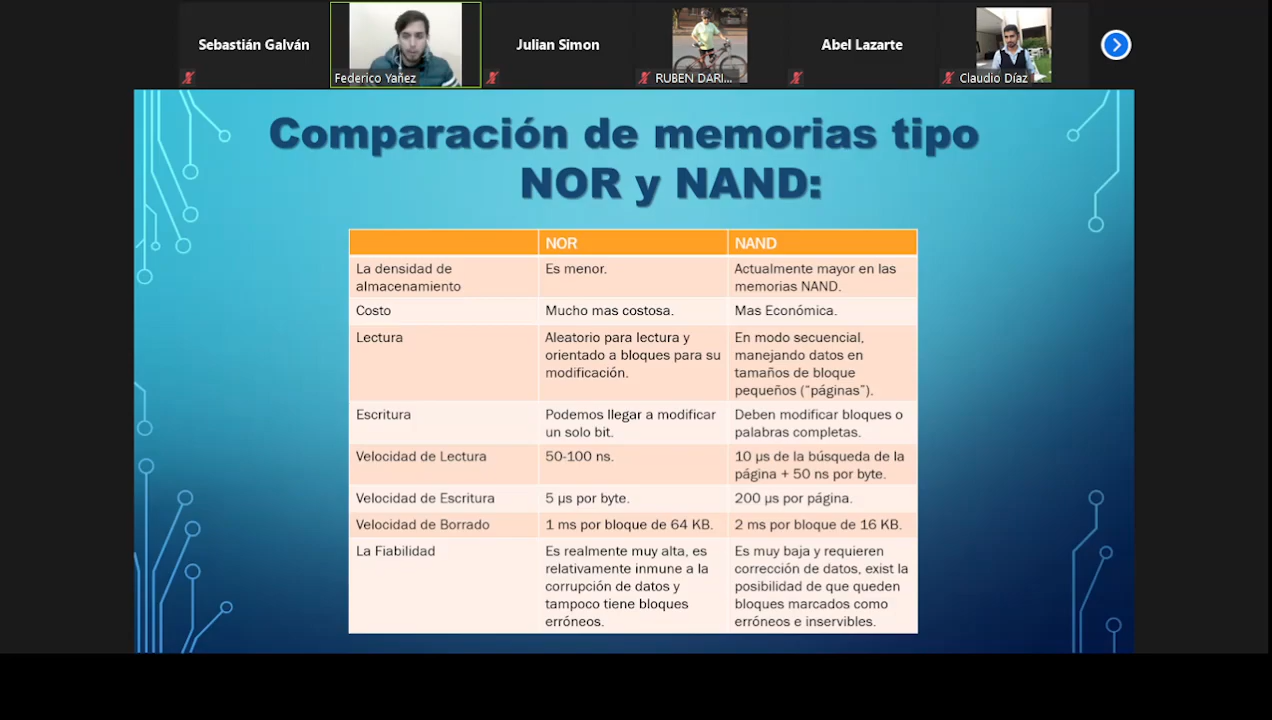 Sebastián Galván
Federico Yañez
Julian Simon
RUBEN DARI...
Abel Lazarte
Claudio Díaz
Comparación de memorias tipo
NOR y NAND:
NOR
NAND
La densidad de
almacenamiento
Es menor.
Actualmente mayor en las
memorias NAND.
Costo
Mucho mas costosa.
Mas Económica.
Lectura
Aleatorio para lectura y
orientado a bloques para su
modificación.
En modo secuencial,
manejando datos en
tamaños de bloque
pequeños (“páginas”).
Escritura
Podemos llegar a modificar
un solo bit.
Deben modificar bloques o
palabras completas.
Velocidad de Lectura
50-100 ns.
10 μs de la búsqueda de la
página + 50 ns por byte.
Velocidad de Escritura
5 μs por byte.
200 μs por página.
Velocidad de Borrado
1 ms por bloque de 64 KB.
2 ms por bloque de 16 KB.
La Fiabilidad
Es realmente muy alta, es
relativamente inmune a la
corrupción de datos y
tampoco tiene bloques
erróneos.
Es muy baja y requieren
corrección de datos, exist la
posibilidad de que queden
bloques marcados como
erróneos e inservibles.